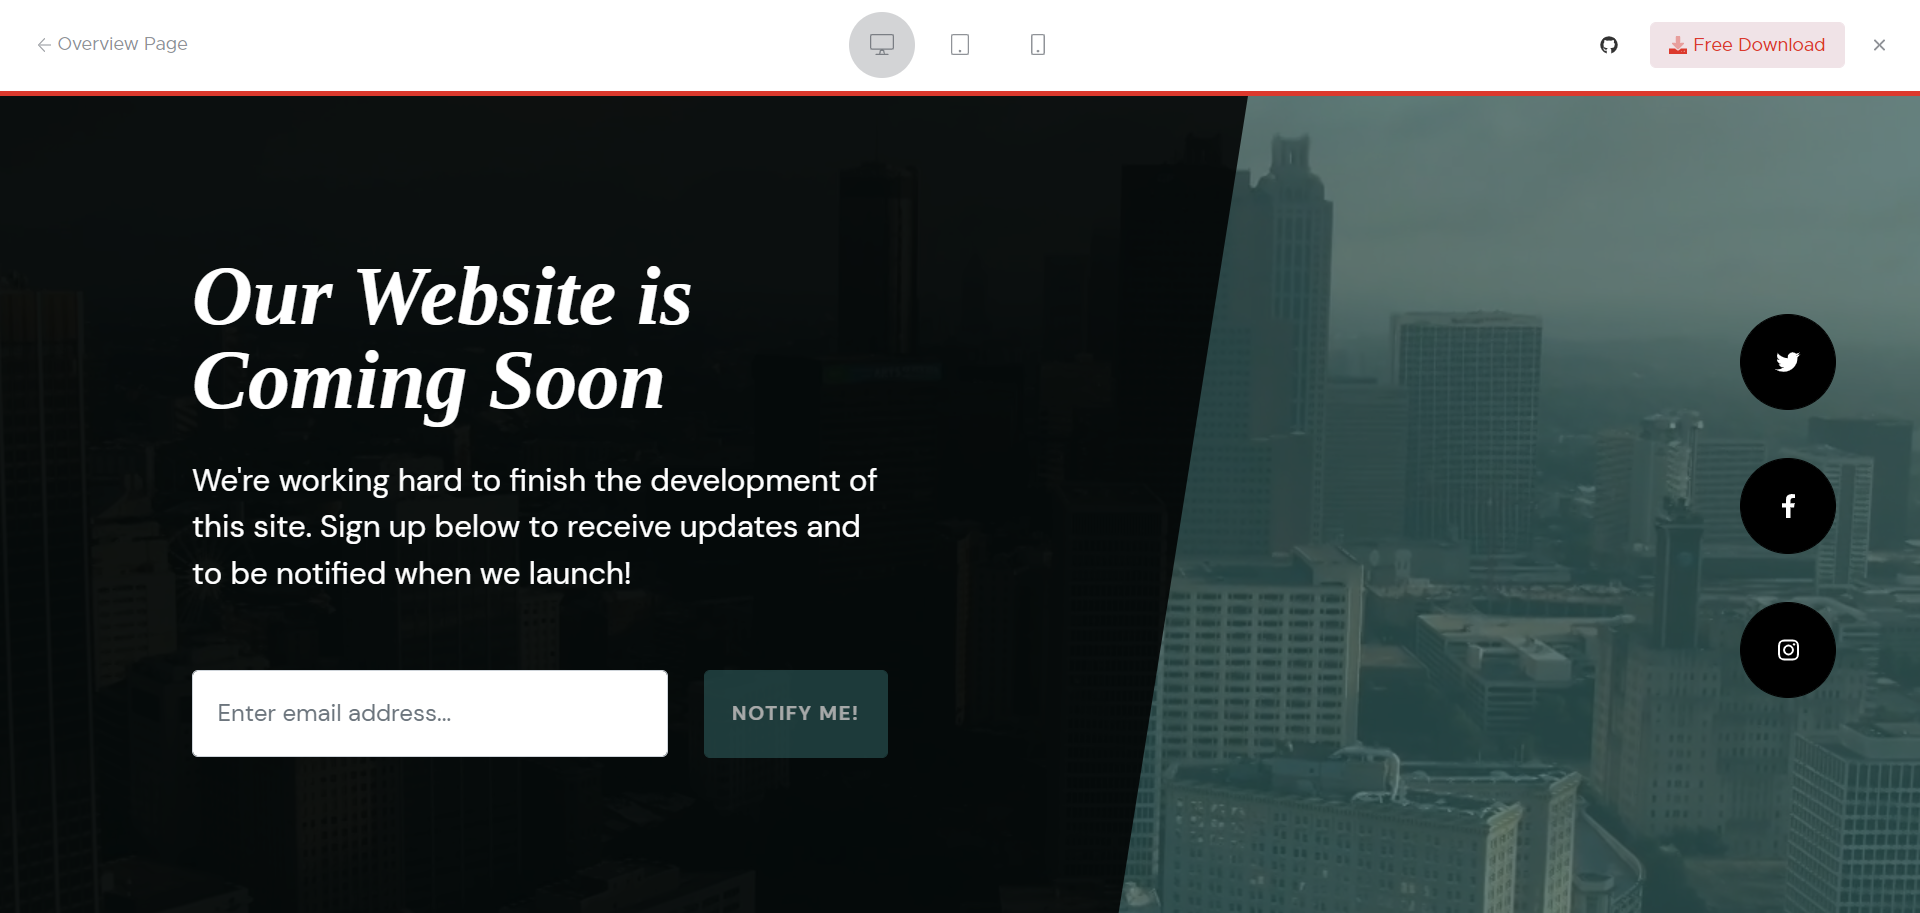 Overview Page
Free Download
Our Website is
Coming Soon
We're working hard to finish the development of
this site. Sign up below to receive updates and
to be notified when we launch!
Enter email address...
NOTIFY ME!